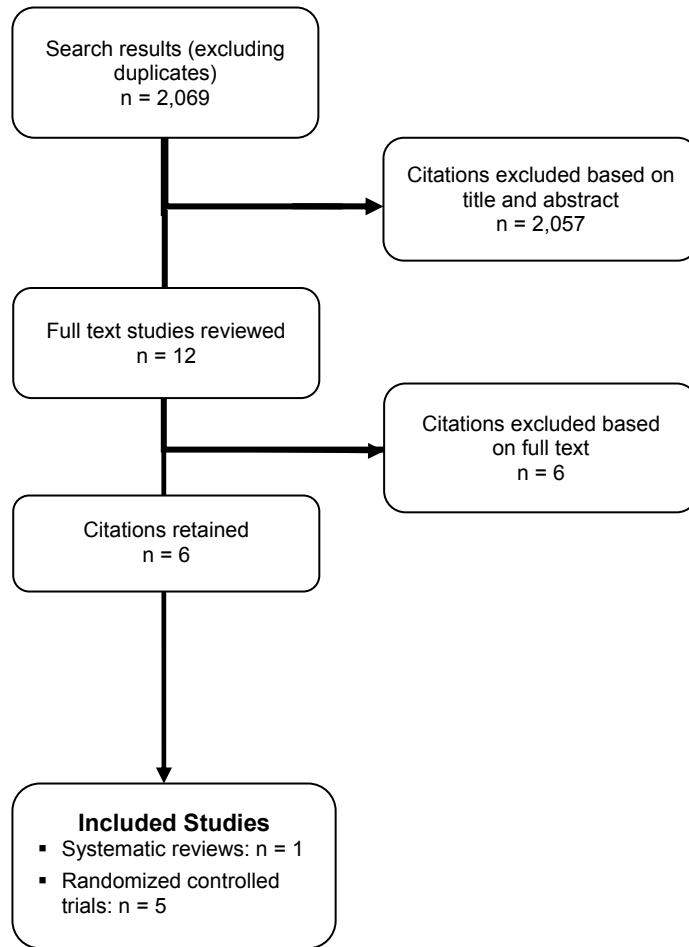 Search results (excluding
duplicates)
n = 2,069
Citations excluded based on
title and abstract
n = 2,057
Full text studies reviewed
n = 12
Citations excluded based
on full text
n = 6
Citations retained
n = 6
Included Studies
▪ Systematic reviews: n = 1
▪ Randomized controlled
trials: n = 5